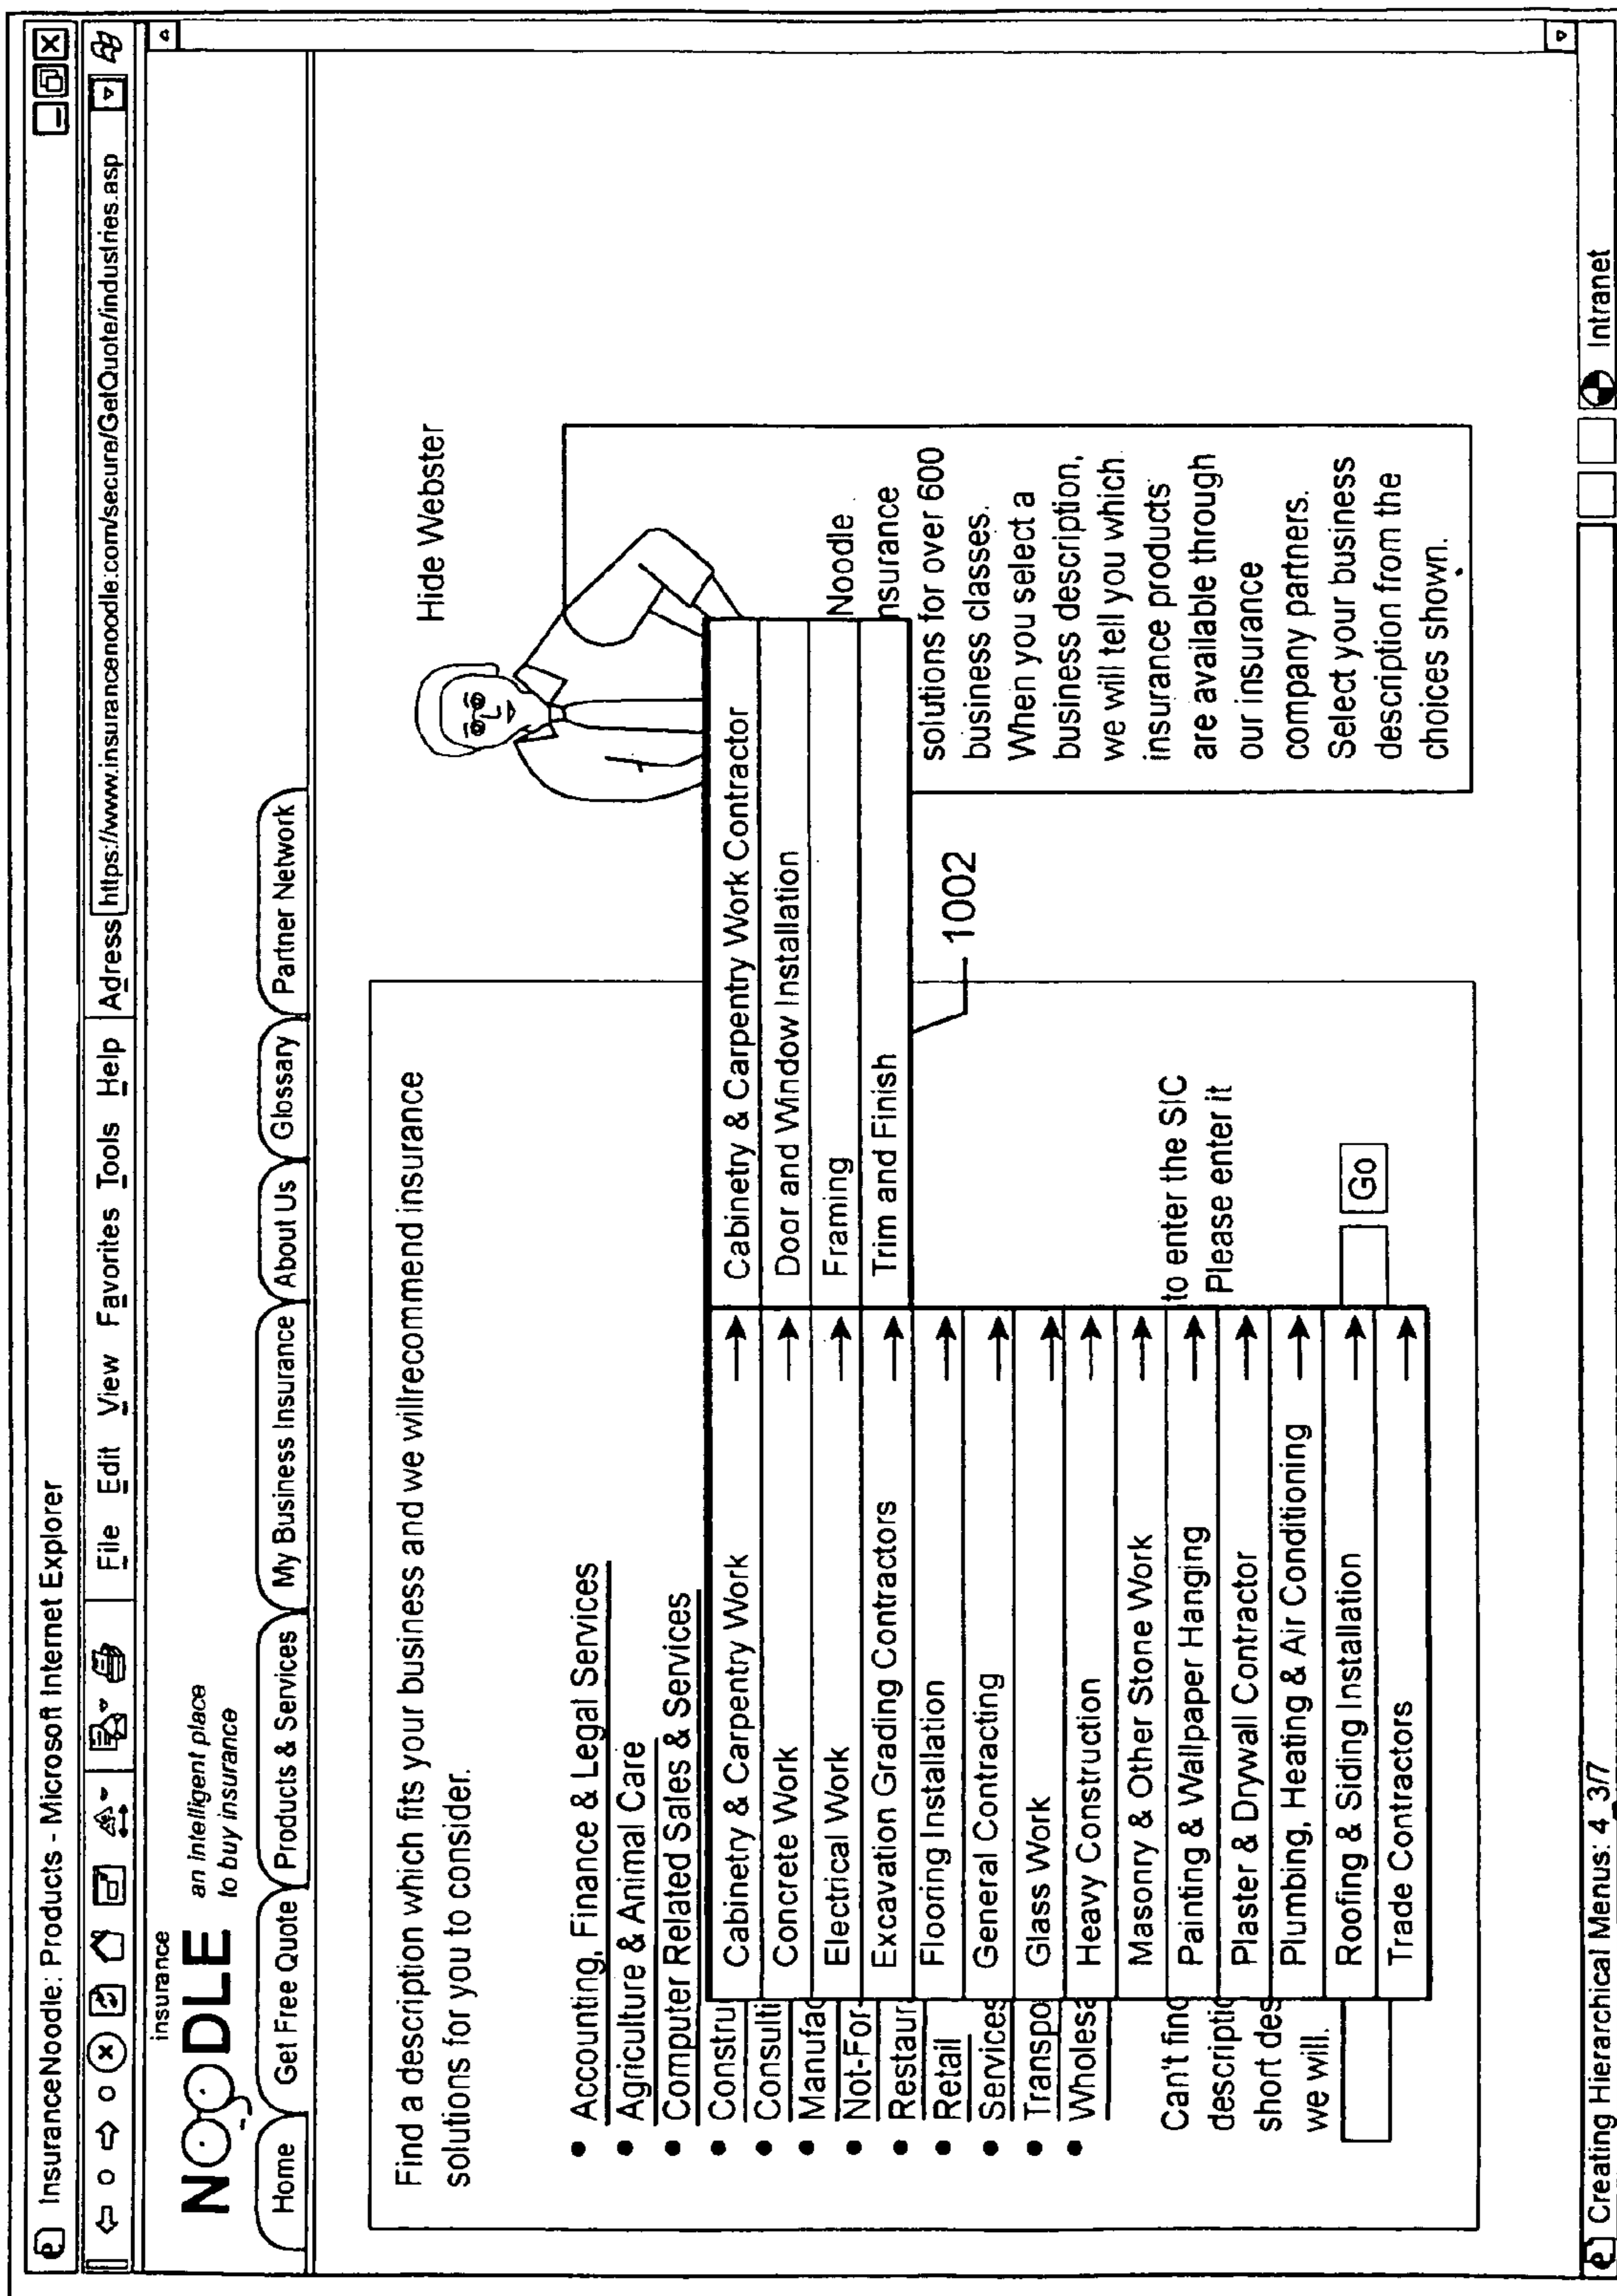 InsuranceNoodle: Products - Microsoft Internet Explorer
File Edit View Favorites Tools Help Adress https://www.insurancenoodle.com/secure/GetQuote/industries.asp
insurance
NOODLE
an intelligent place
to buy insurance
Home Get Free Quote Products & Services My Business Insurance About Us Glossary Partner Network
Find a description which fits your business and we willrecommend insurance
solutions for you to consider.
• Accounting, Finance & Legal Services
• Agriculture & Animal Care
• Computer Related Sales & Services
• Constru
• Consulti
• Manufac
• Not-For-
• Restaur
• Retail
• Services
• Transpo
• Wholesa
Cabinetry & Carpentry Work
Concrete Work
Electrical Work
Excavation Grading Contractors
Flooring Installation
General Contracting
Glass Work
Heavy Construction
Masonry & Other Stone Work
Painting & Wallpaper Hanging
Plaster & Drywall Contractor
Plumbing, Heating & Air Conditioning
Roofing & Siding Installation
Trade Contractors
Cabinetry & Carpentry Work Contractor
Door and Window Installation
Framing
Trim and Finish
1002
Can't find
descriptio
short des
we will.
to enter the SIC
Please enter it
Go
Hide Webster
Noodle
nsurance
solutions for over 600
business classes.
When you select a
business description,
we will tell you which
insurance products
are available through
our insurance
company partners.
Select your business
description from the
choices shown.
Creating Hierarchical Menus: 4_3/7 Intranet